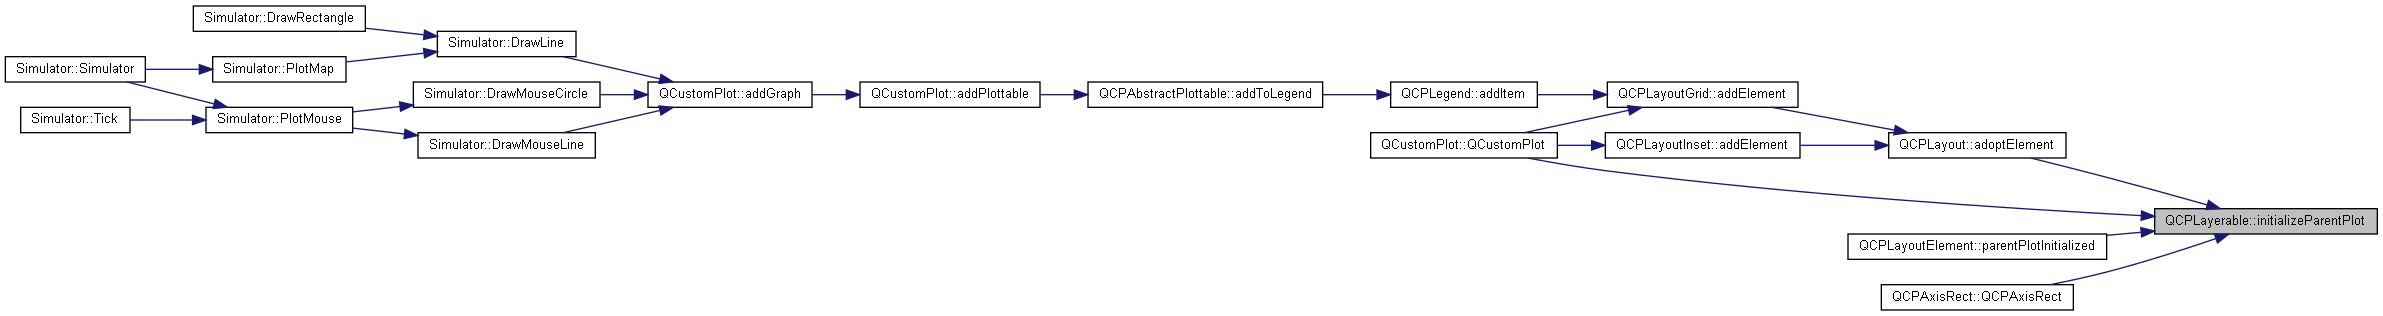 Simulator::DrawRectangle
Simulator::DrawLine
Simulator::Simulator
Simulator::PlotMap
Simulator::DrawMouseCircle
QCustomPlot::addGraph
QCustomPlot::addPlottable
QCPAbstractPlottable::addToLegend
QCPLegend::addItem
QCPLayoutGrid::addElement
Simulator::Tick
Simulator::PlotMouse
Simulator::DrawMouseLine
QCustomPlot::QCustomPlot
QCPLayoutInset::addElement
QCPLayout::adoptElement
QCPLayerable::initializeParentPlot
QCPLayoutElement::parentPlotInitialized
QCPAxisRect::QCPAxisRect